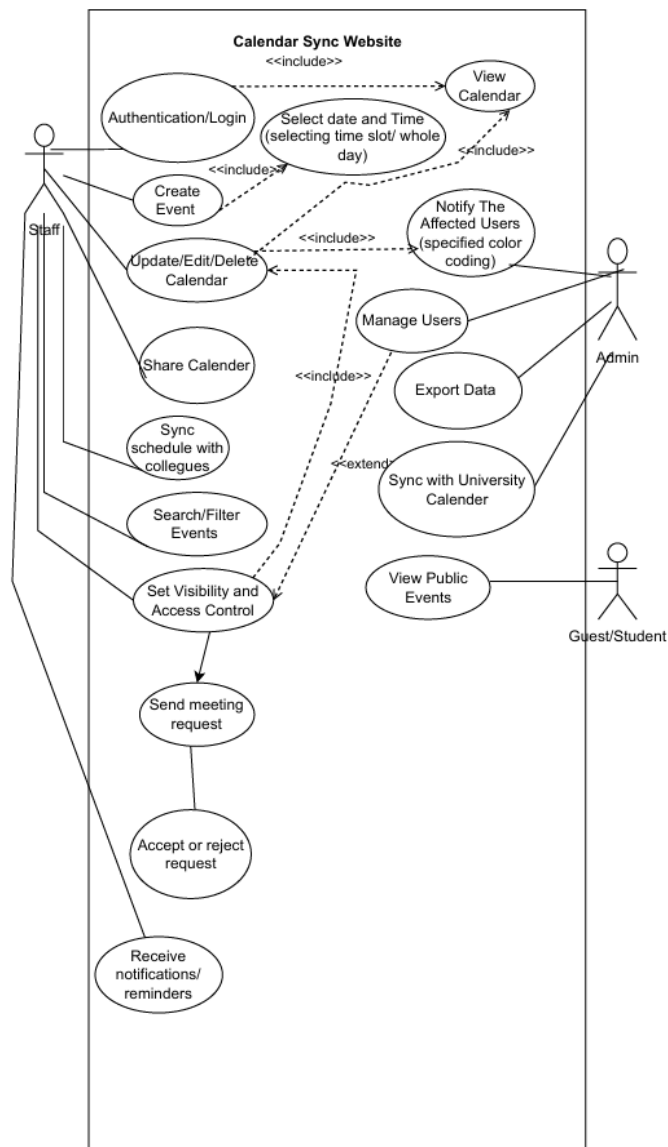 Calendar Sync Website
<<include>>
View
Calendar
Authentication/Login
Select date and Time
(selecting time slot/ whole
day)
<<include>>
<<include>>
Create
Event
Notify The
Affected Users
(specified color
coding)
Staff
<<include>>
Update/Edit/Delete
Calendar
Manage Users
Admin
Share Calender
<<include>>
Export Data
Sync
schedule with
collegues
<<extend>
Sync with University
Calender
Search/Filter
Events
Set Visibility and
Access Control
View Public
Events
Guest/Student
Send meeting
request
Accept or reject
request
Receive
notifications/
reminders